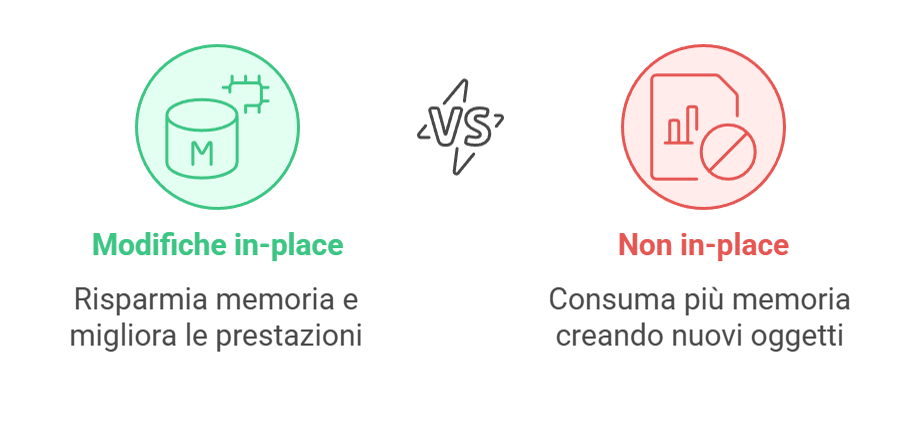 M
VS
Modifiche in-place
Non in-place
Risparmia memoria e
migliora le prestazioni
Consuma più memoria
creando nuovi oggetti